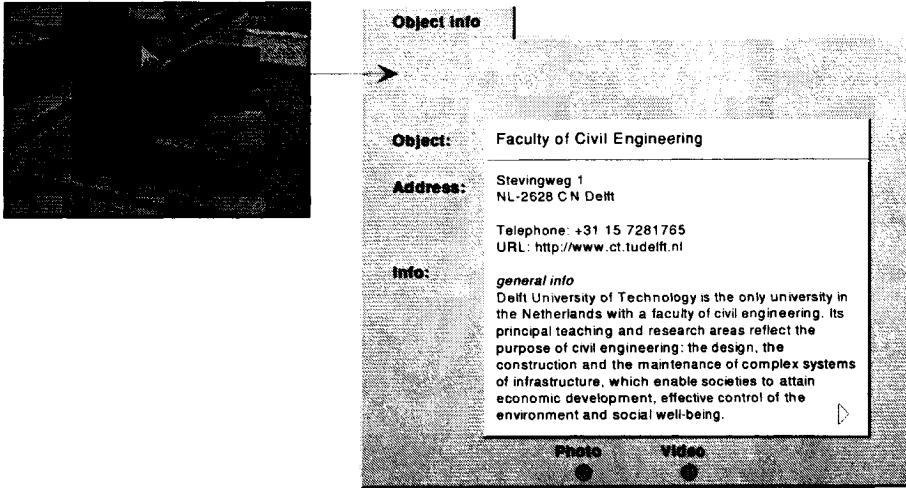 Object info
Object: Faculty of Civil Engineering
Address: Stevingweg 1
NL-2628 CN Delft
Telephone: +31 15 7281765
URL: http://www.ct.tudelft.nl
Info: general info
Delft University of Technology is the only university in
the Netherlands with a faculty of civil engineering. Its
principal teaching and research areas reflect the
purpose of civil engineering: the design, the
construction and the maintenance of complex systems
of infrastructure, which enable societies to attain
economic development, effective control of the
environment and social well-being.
Photo Video